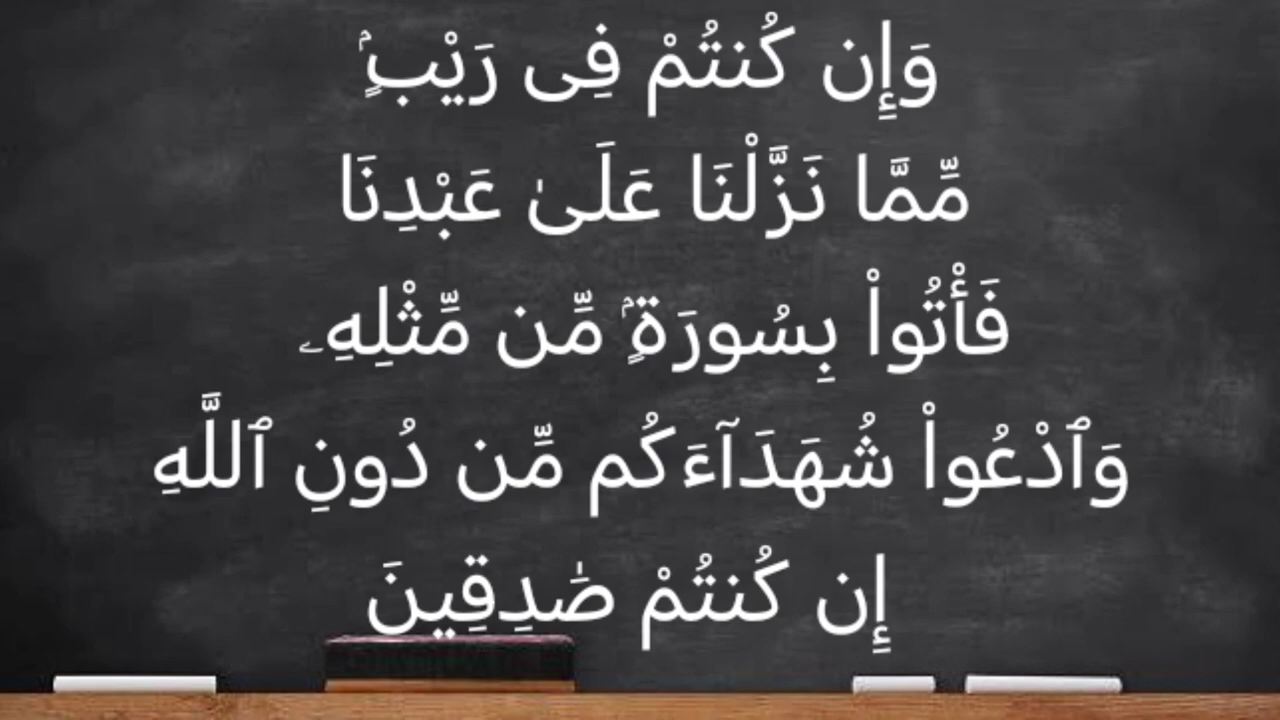 وَإِن كُنتُمْ فِى رَيْبٍۢ
مِّمَّا نَزَّلْنَا عَلَىٰ عَبْدِنَا
فَأْتُوا۟ بِسُورَةٍۢ مِّن مِّثْلِهِۦ
وَٱدْعُوا۟ شُهَدَآءَكُم مِّن دُونِ ٱللَّهِ
إِن كُنتُمْ صَٰدِقِينَ